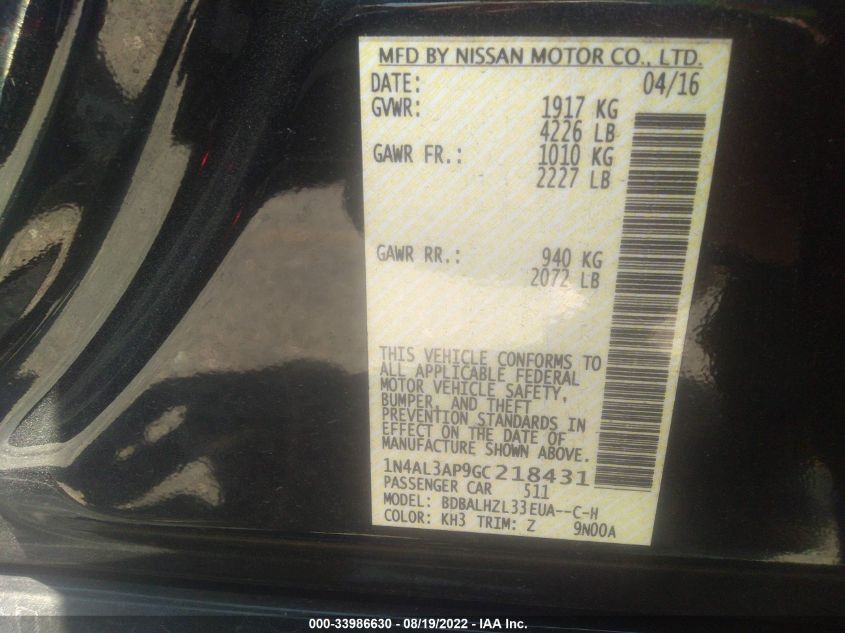 MFD BY NISSAN MOTOR CO., LTD.
DATE: 04/16
GVWR: 1917 KG
4226 LB
GAWR FR.: 1010 KG
2227 LB
GAWR RR.: 940 KG
2072 LB
THIS VEHICLE CONFORMS TO
ALL APPLICABLE FEDERAL
MOTOR VEHICLE SAFETY,
BUMPER, AND THEFT
PREVENTION STANDARDS IN
EFFECT ON THE DATE OF
MANUFACTURE SHOWN ABOVE.
1N4AL3AP9GC218431
PASSENGER CAR 511
MODEL: BDBALHZL33EUA--C-H
COLOR: KH3 TRIM: Z 9N00A
000-33986630 - 08/19/2022 - IAA Inc.